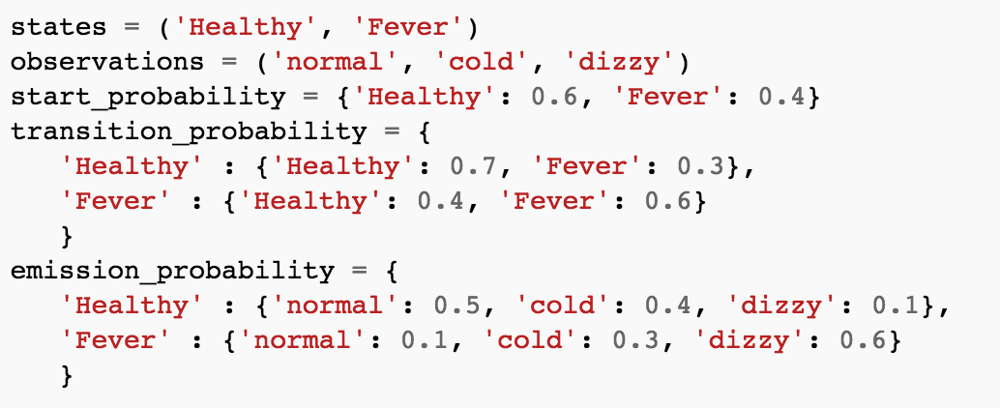 states = ('Healthy', 'Fever')
observations = ('normal', 'cold', 'dizzy')
start_probability = {'Healthy': 0.6, 'Fever': 0.4}
transition_probability = {
   'Healthy' : {'Healthy': 0.7, 'Fever': 0.3},
   'Fever' : {'Healthy': 0.4, 'Fever': 0.6}
   }
emission_probability = {
   'Healthy' : {'normal': 0.5, 'cold': 0.4, 'dizzy': 0.1},
   'Fever' : {'normal': 0.1, 'cold': 0.3, 'dizzy': 0.6}
   }